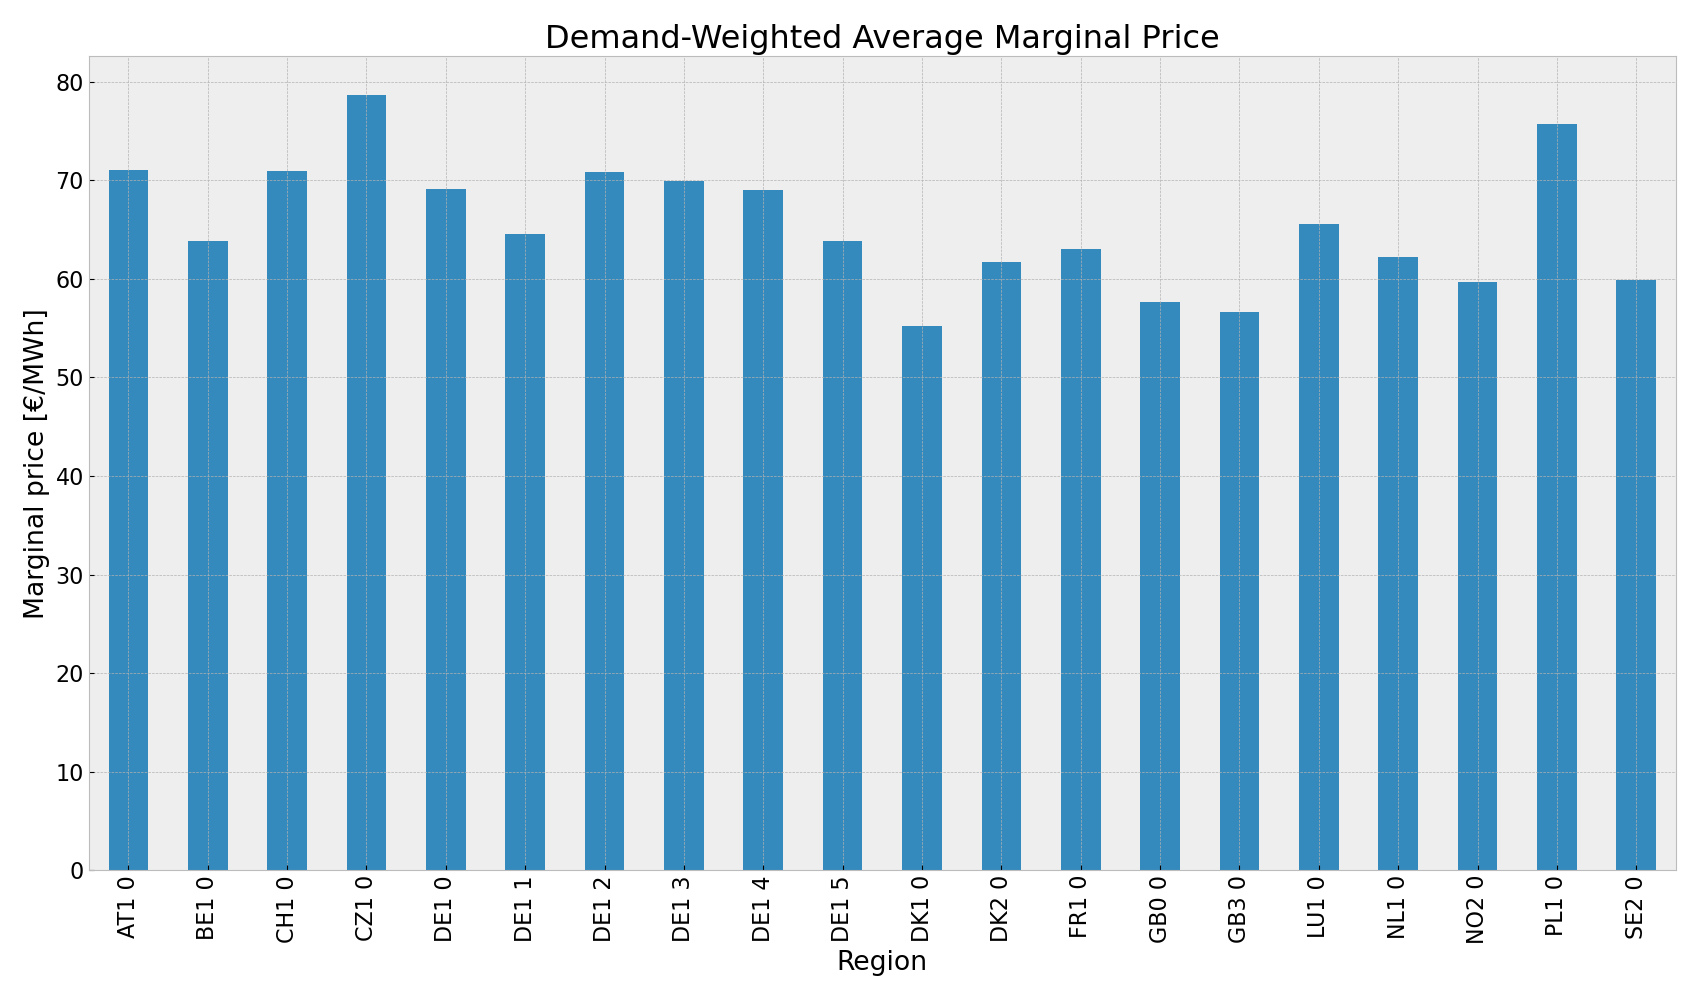 Demand-Weighted Average Marginal Price
Marginal price [€/MWh]
80
70
60
50
40
30
20
10
0
AT1 0
BE1 0
CH1 0
CZ1 0
DE1 0
DE1 1
DE1 2
DE1 3
DE1 4
DE1 5
DK1 0
DK2 0
FR1 0
GB0 0
GB3 0
LU1 0
NL1 0
NO2 0
PL1 0
SE2 0
Region